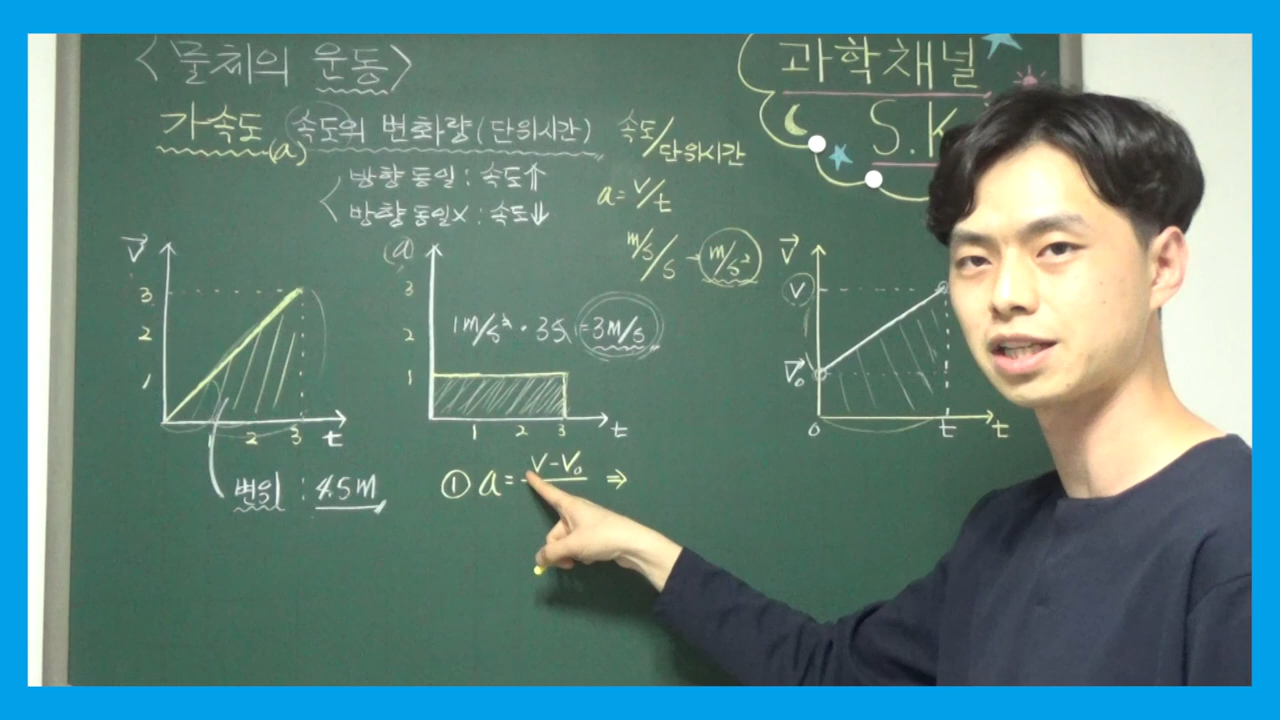 <물체의 운동>
과학채널
S.K
가속도(a) 속도의 변화량(단위시간) 속도/단위시간
방향 동일 : 속도⇑
방향 동일x : 속도⇓
a = v/t
m/s/s → m/s²
v⃗
3
2
1
1 2 3 t
변위 : 4.5m
(a)
3
2
1
1m/s² · 3s = 3m/s
1 2 3 t
v⃗
v
v⃗₀
0 t t
① a = v-v₀ ⇒